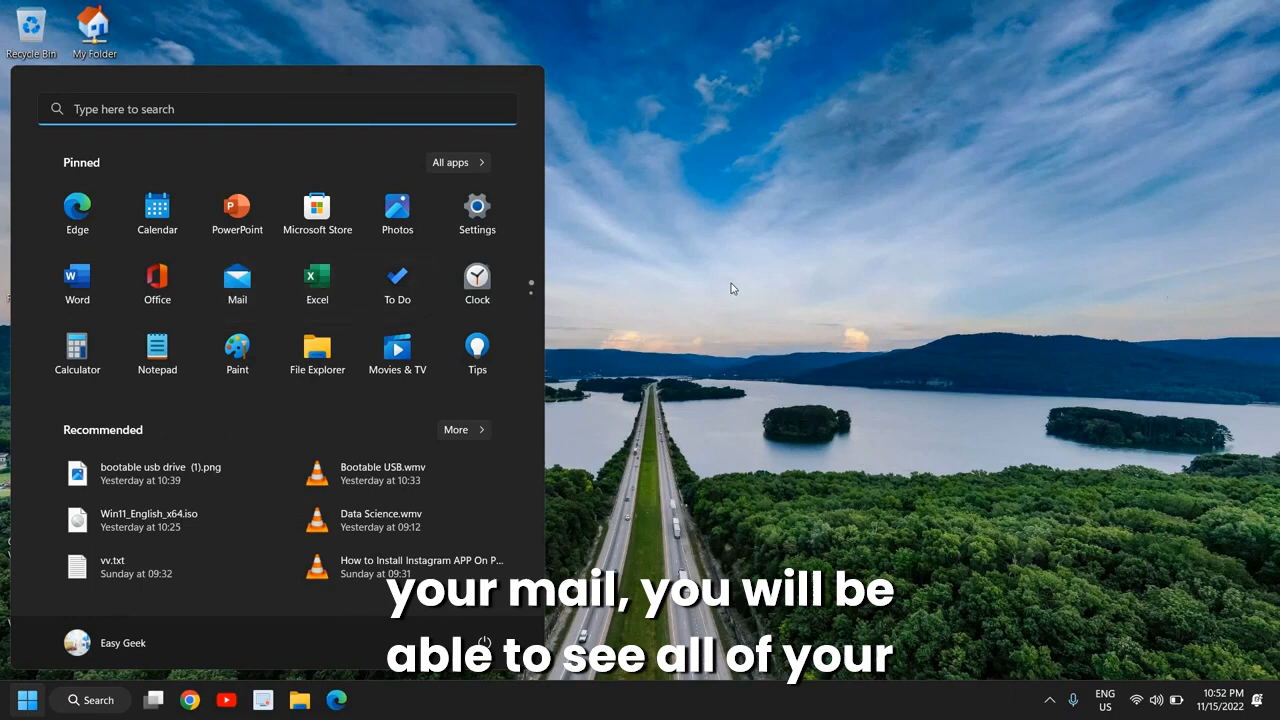 Recycle Bin
My Folder
Type here to search
Pinned
All apps
Edge
Calendar
PowerPoint
Microsoft Store
Photos
Settings
Word
Office
Mail
Excel
To Do
Clock
Calculator
Notepad
Paint
File Explorer
Movies & TV
Tips
Recommended
More
bootable usb drive (1).png
Yesterday at 10:39
Bootable USB.wmv
Yesterday at 10:33
Win11_English_x64.iso
Yesterday at 10:25
Data Science.wmv
Yesterday at 09:12
vv.txt
Sunday at 09:32
How to Install Instagram APP On P...
Sunday at 09:31
your mail, you will be
able to see all of your
Easy Geek
Search
ENG
US
10:52 PM
11/15/2022